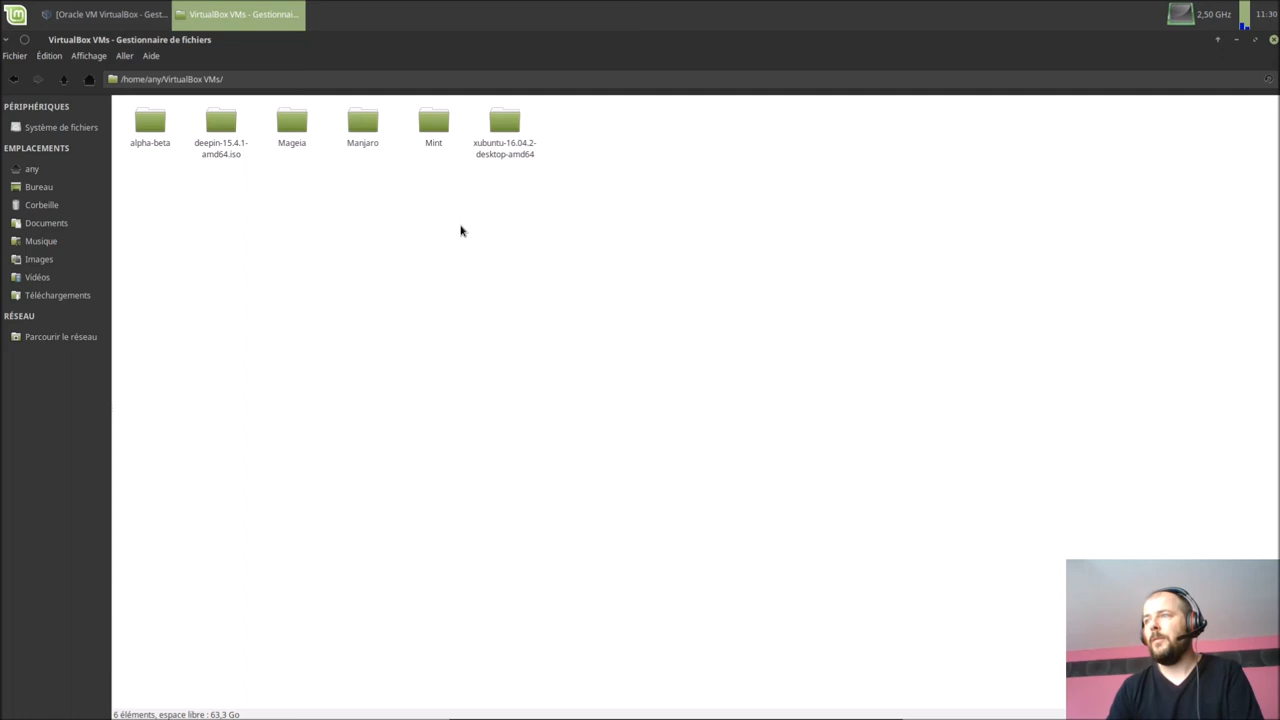 [Oracle VM VirtualBox - Gest...
VirtualBox VMs - Gestionnai...
2,50 GHz
11:30
VirtualBox VMs - Gestionnaire de fichiers
Fichier Édition Affichage Aller Aide
/home/any/VirtualBox VMs/
PÉRIPHÉRIQUES
Système de fichiers
EMPLACEMENTS
any
Bureau
Corbeille
Documents
Musique
Images
Vidéos
Téléchargements
RÉSEAU
Parcourir le réseau
alpha-beta
deepin-15.4.1-
amd64.iso
Mageia
Manjaro
Mint
xubuntu-16.04.2-
desktop-amd64
6 éléments, espace libre : 63,3 Go